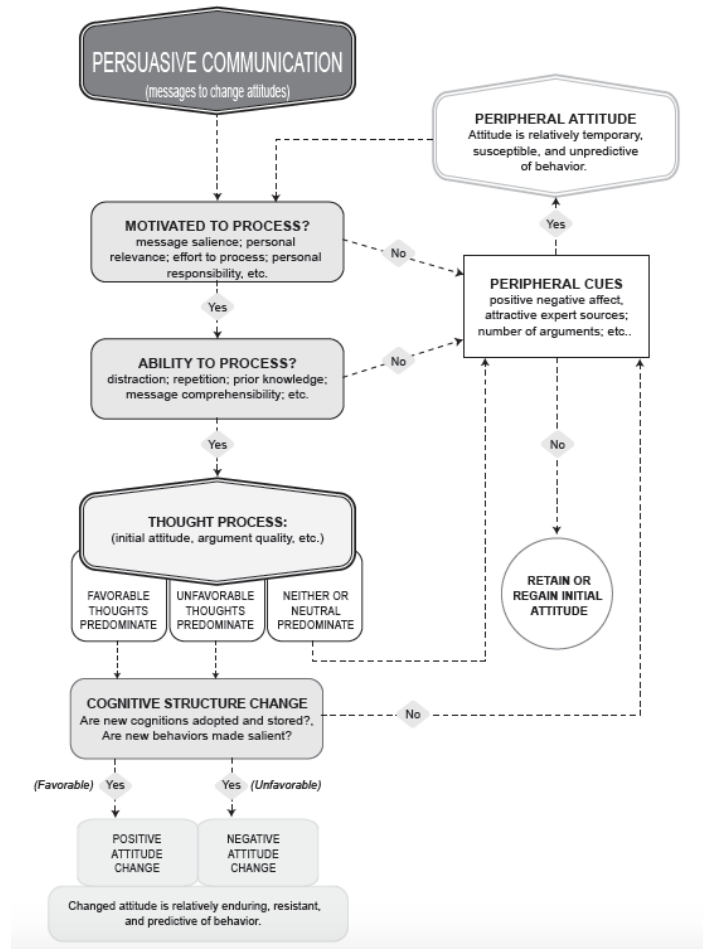 PERSUASIVE COMMUNICATION
(messages to change attitudes)
PERIPHERAL ATTITUDE
Attitude is relatively temporary,
susceptible, and unpredictive
of behavior.
MOTIVATED TO PROCESS?
message salience; personal
relevance; effort to process; personal
responsibility, etc.
No
Yes
PERIPHERAL CUES
positive negative affect,
attractive expert sources;
number of arguments; etc..
Yes
ABILITY TO PROCESS?
distraction; repetition; prior knowledge;
message comprehensibility; etc.
No
Yes
No
THOUGHT PROCESS:
(initial attitude, argument quality, etc.)
FAVORABLE
THOUGHTS
PREDOMINATE
UNFAVORABLE
THOUGHTS
PREDOMINATE
NEITHER OR
NEUTRAL
PREDOMINATE
RETAIN OR
REGAIN INITIAL
ATTITUDE
COGNITIVE STRUCTURE CHANGE
Are new cognitions adopted and stored?,
Are new behaviors made salient?
No
(Favorable) Yes
Yes (Unfavorable)
POSITIVE
ATTITUDE
CHANGE
NEGATIVE
ATTITUDE
CHANGE
Changed attitude is relatively enduring, resistant,
and predictive of behavior.